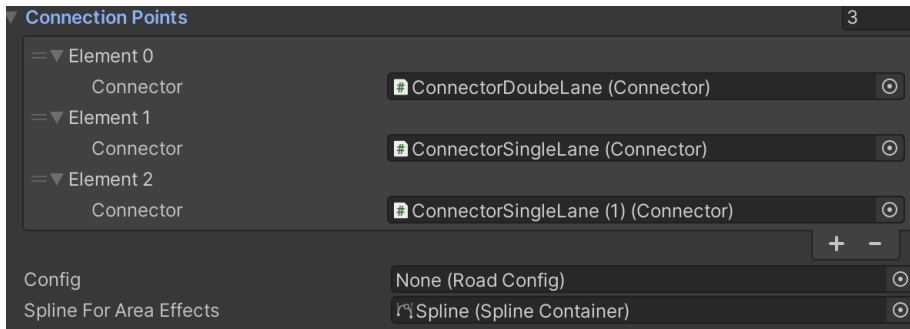 Connection Points 3
Element 0
Connector # ConnectorDoubeLane (Connector)
Element 1
Connector # ConnectorSingleLane (Connector)
Element 2
Connector # ConnectorSingleLane (1) (Connector)
+ −
Config None (Road Config)
Spline For Area Effects Spline (Spline Container)